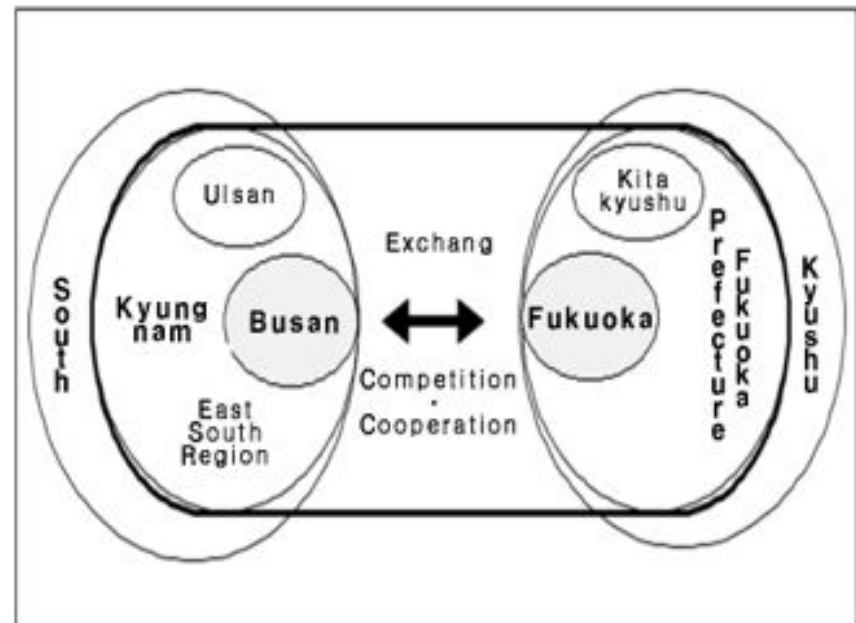 South
Ulsan
Kyung
nam
Busan
East
South
Region
Exchang
Competition
·
Cooperation
Kita
kyushu
Fukuoka
Prefecture
Fukuoka
Kyushu